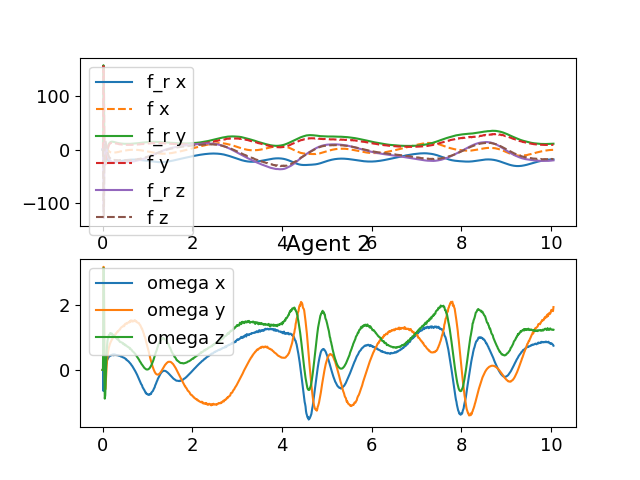 100
0
−100
f_r x
f x
f_r y
f y
f_r z
f z
0 2 4 6 8 10
Agent 2
2
0
omega x
omega y
omega z
0 2 4 6 8 10